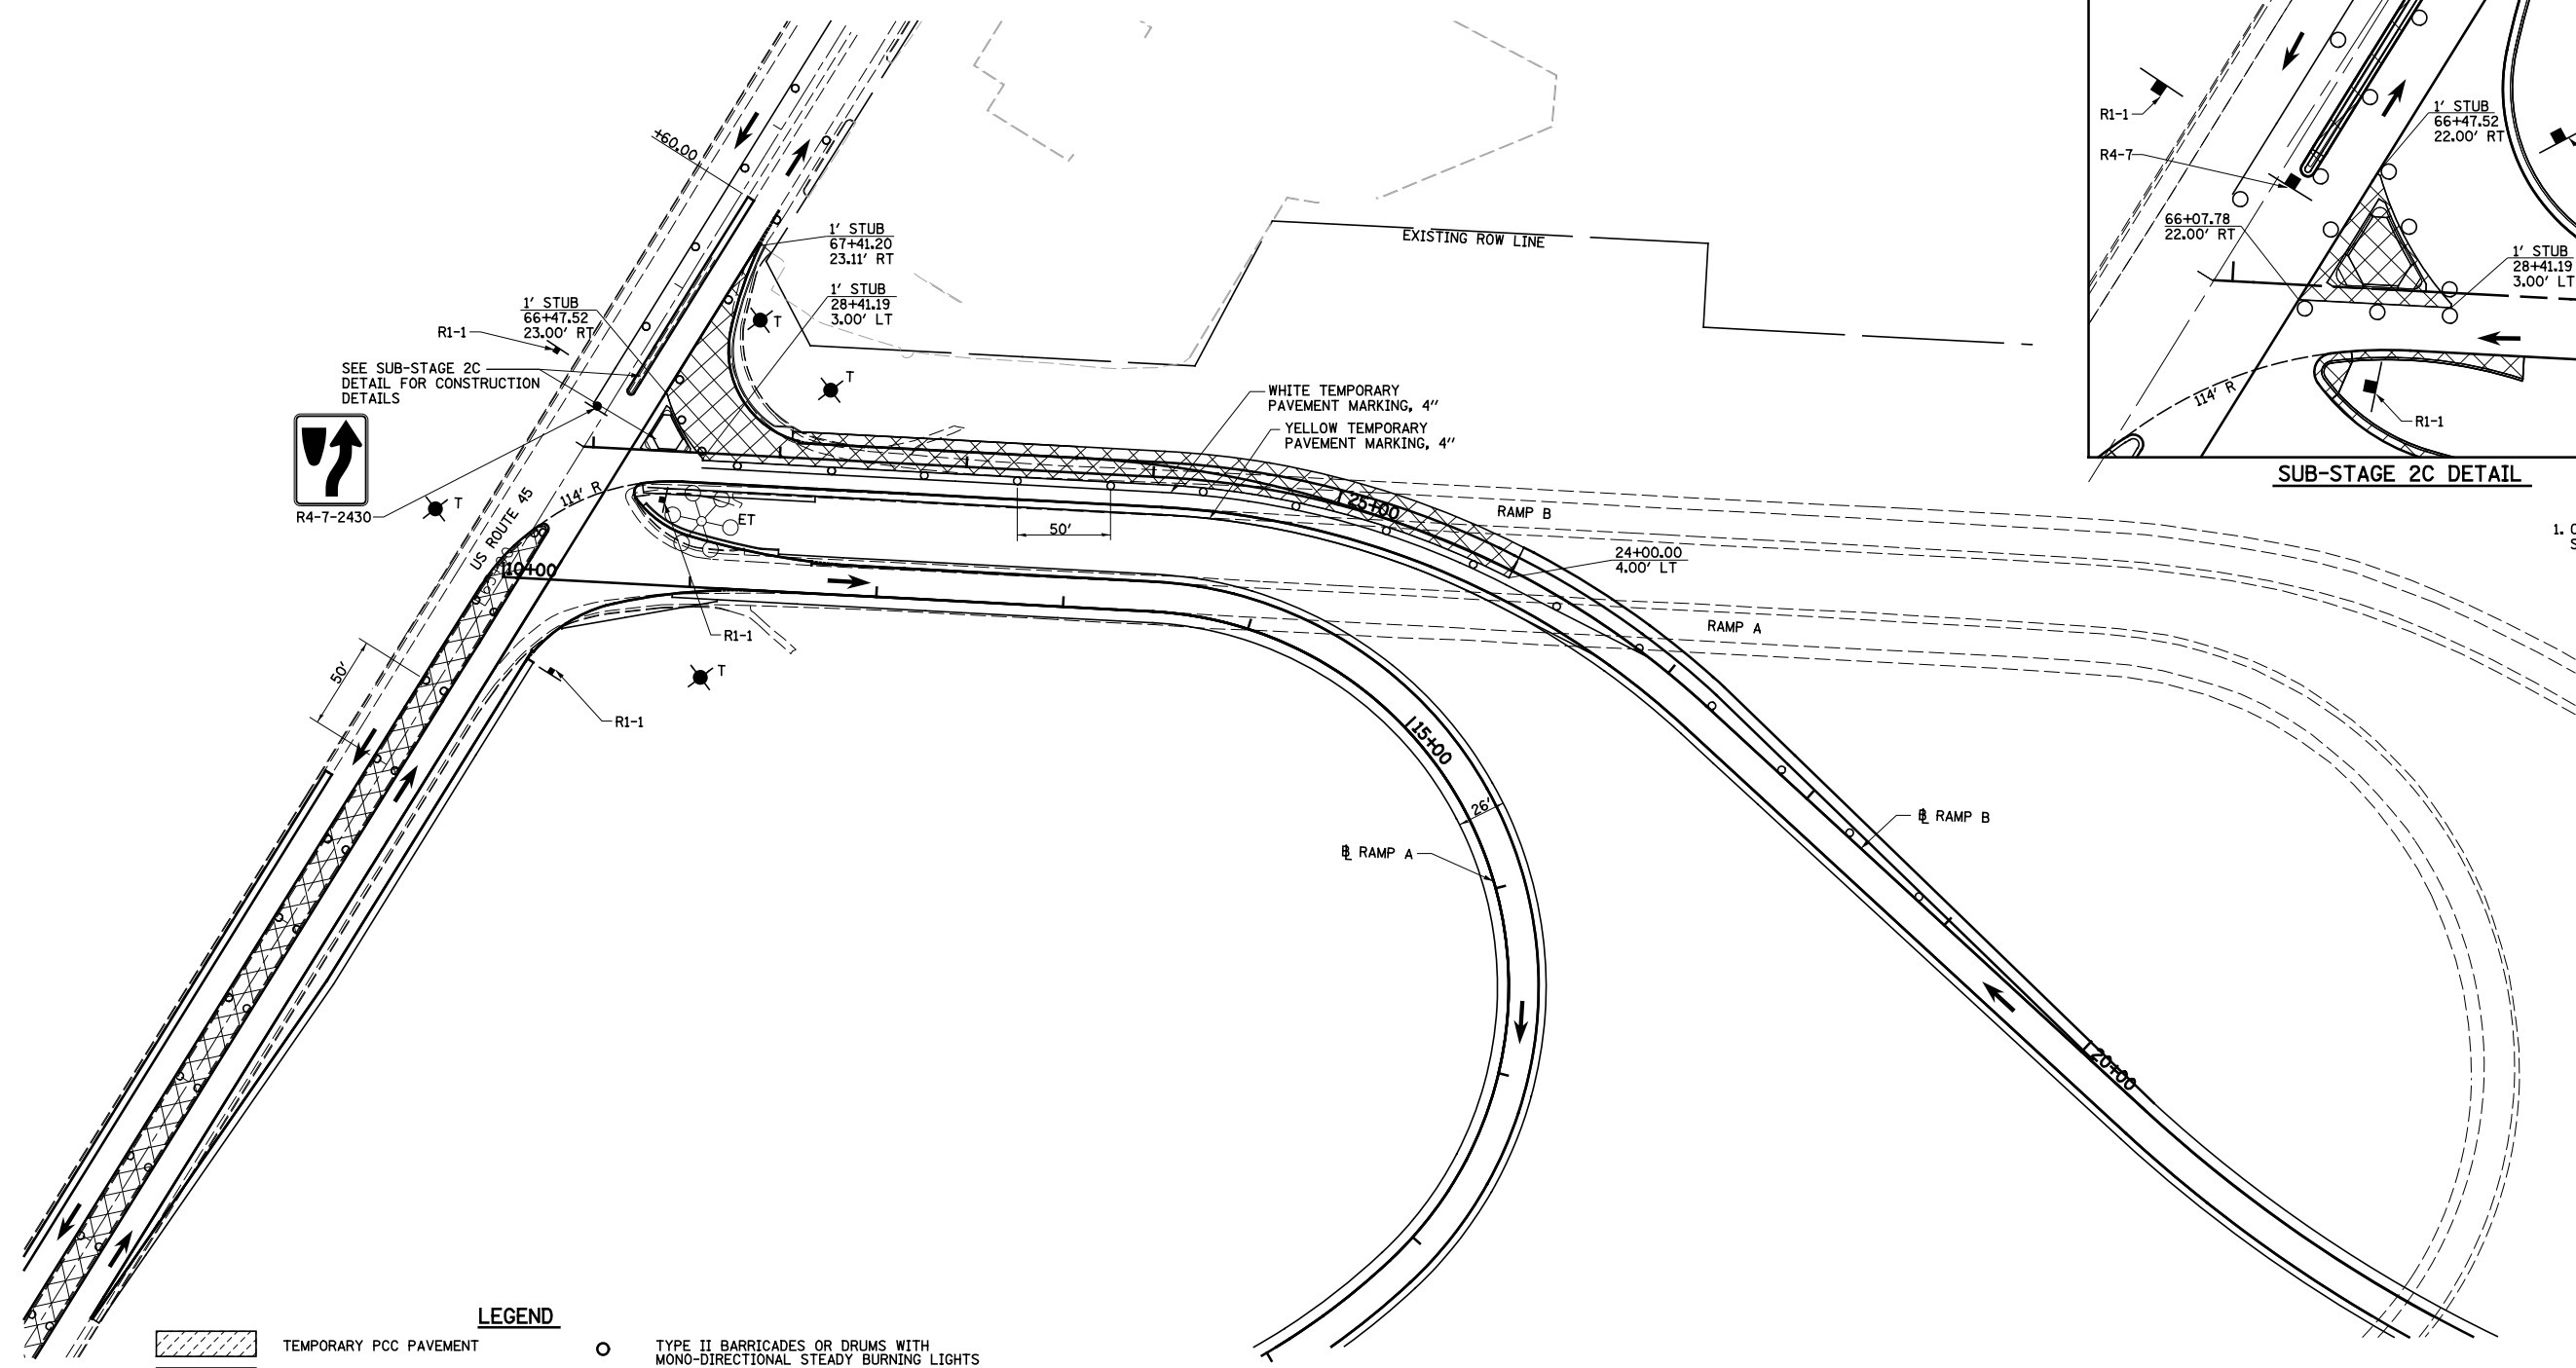 +60.00
1' STUB
67+41.20
23.11' RT
1' STUB
28+41.19
3.00' LT
1' STUB
66+47.52
23.00' RT
R1-1
SEE SUB-STAGE 2C
DETAIL FOR CONSTRUCTION
DETAILS
T
T
EXISTING ROW LINE
WHITE TEMPORARY
PAVEMENT MARKING, 4"
YELLOW TEMPORARY
PAVEMENT MARKING, 4"
R4-7-2430
T
US ROUTE 45
114' R
ET
50'
25+00
RAMP B
24+00.00
4.00' LT
10+00
RAMP A
R1-1
T
R1-1
50'
15+00
26'
℄ RAMP A
℄ RAMP B
20+00
R1-1
R4-7
1' STUB
66+47.52
22.00' RT
66+07.78
22.00' RT
1' STUB
28+41.19
3.00' LT
114' R
R1-1
SUB-STAGE 2C DETAIL
1.
LEGEND
TEMPORARY PCC PAVEMENT
TYPE II BARRICADES OR DRUMS WITH
MONO-DIRECTIONAL STEADY BURNING LIGHTS